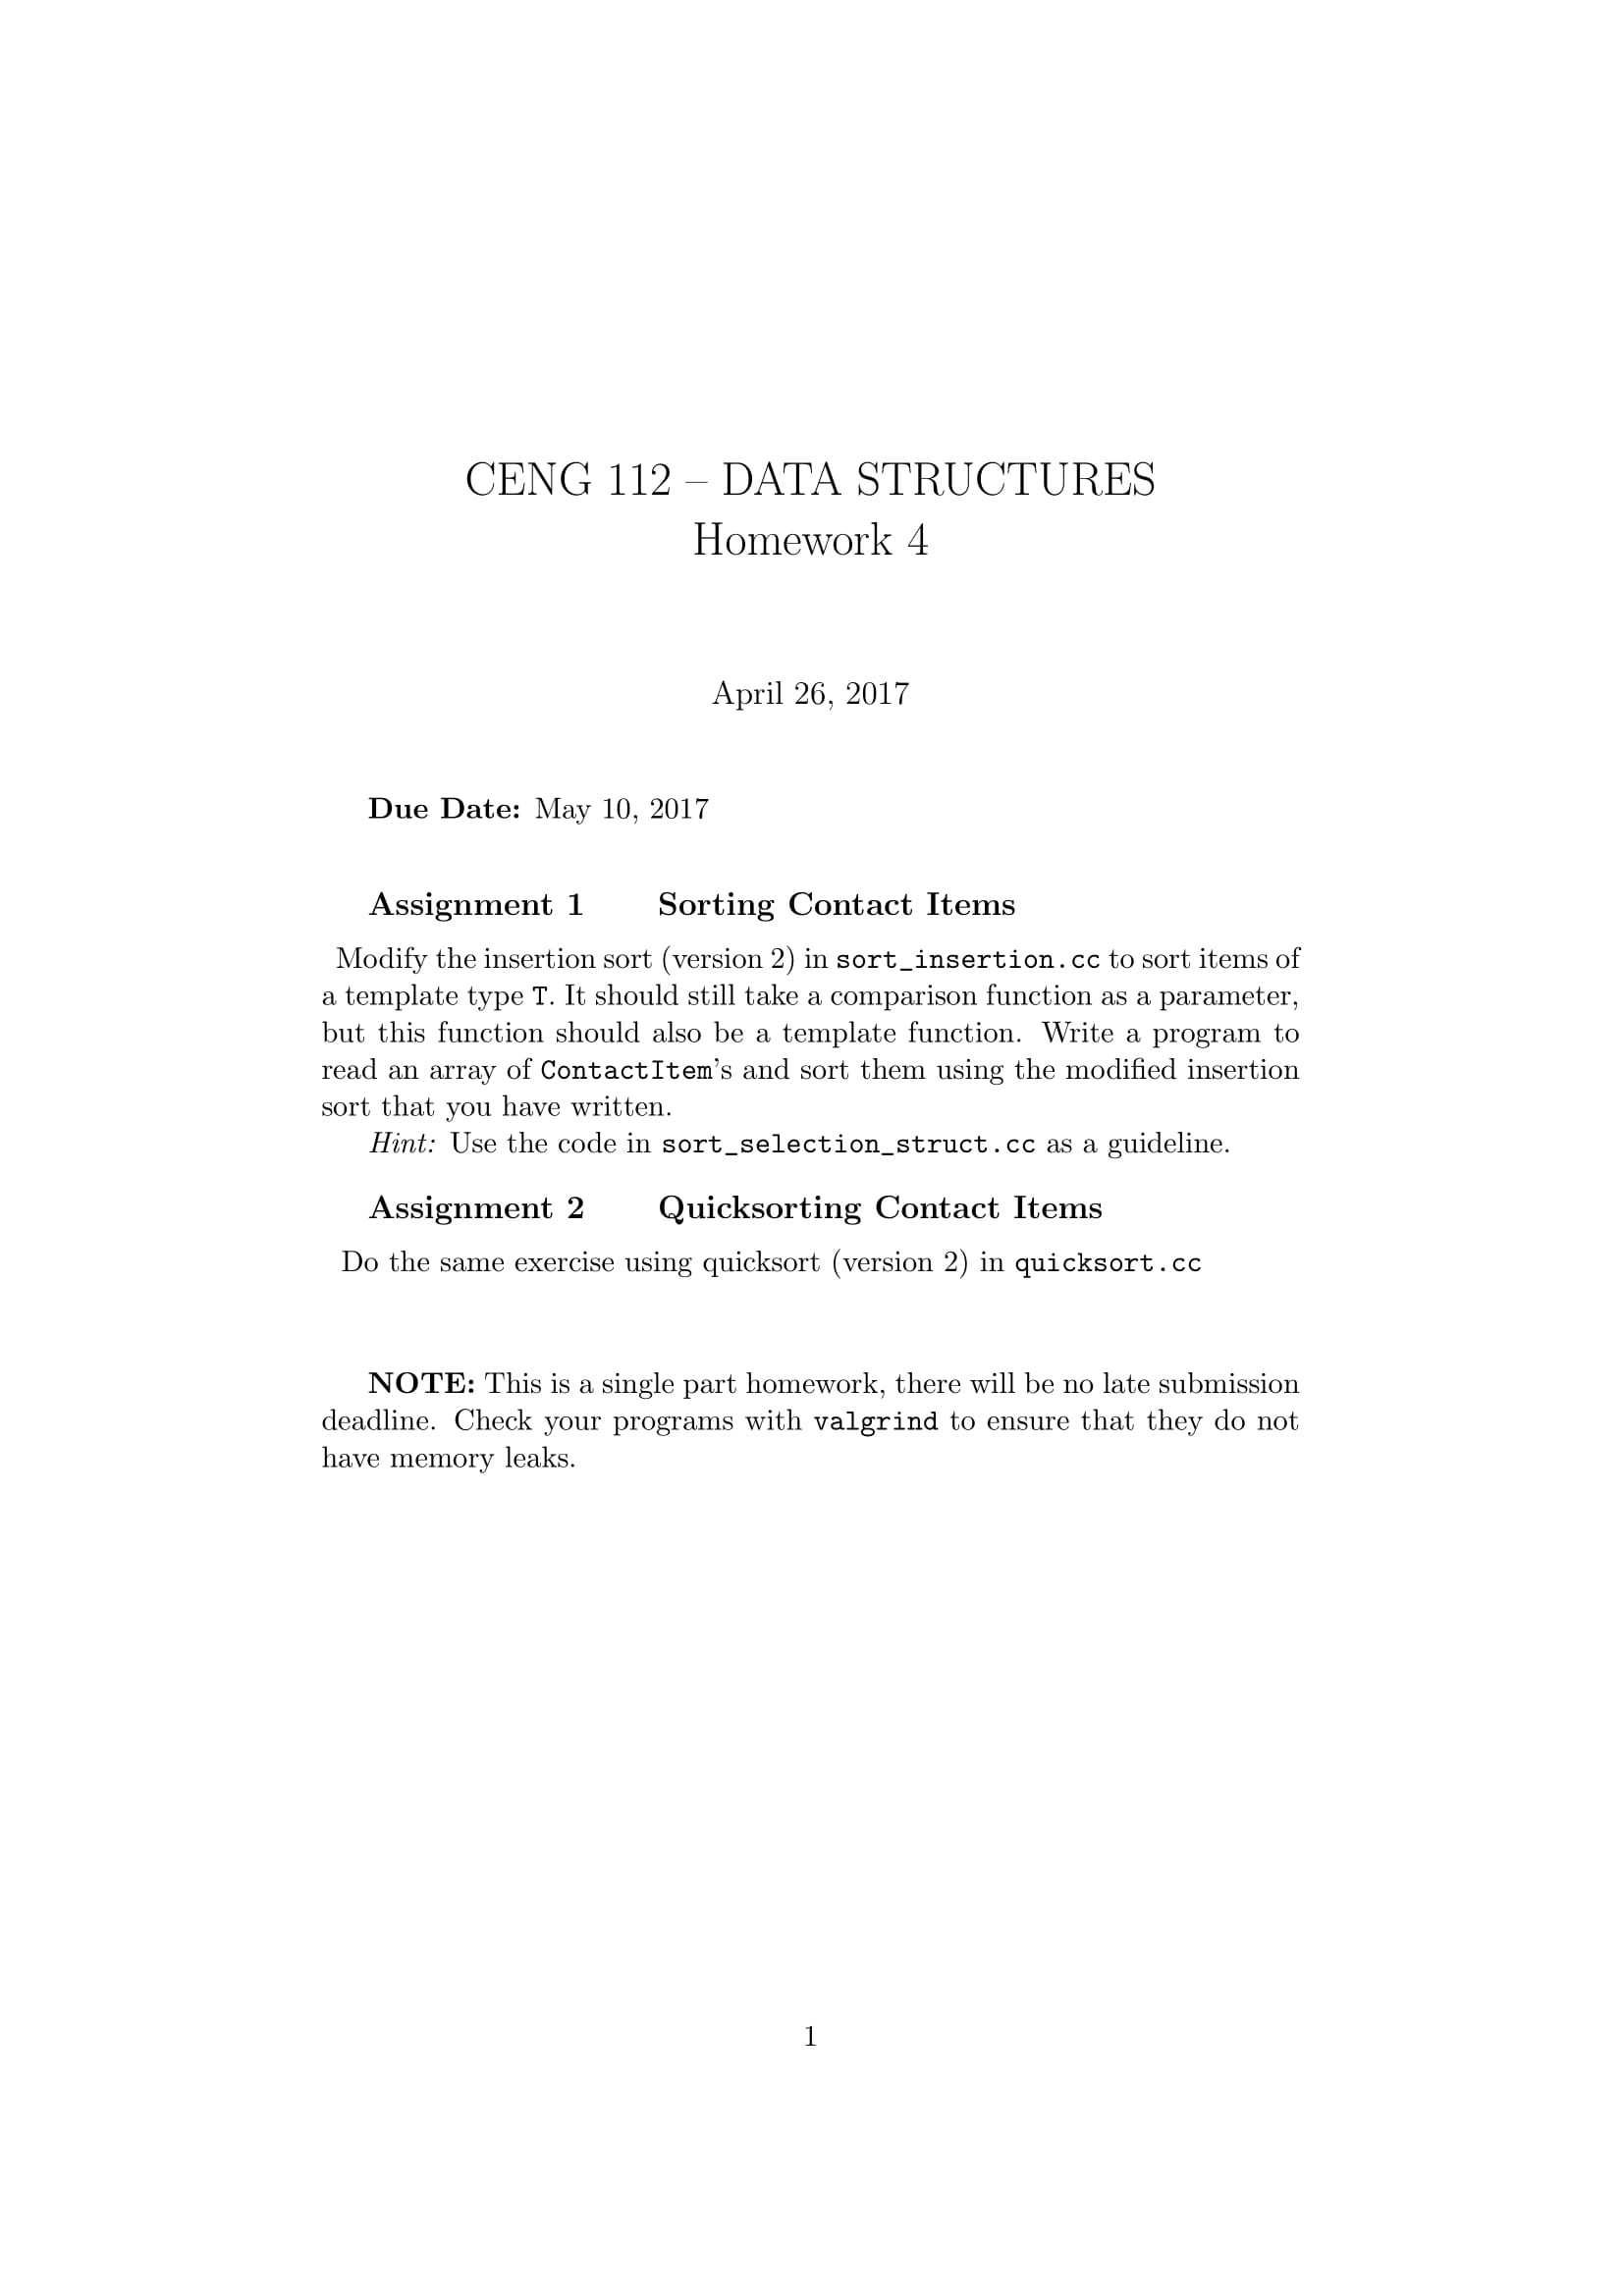 CENG 112 – DATA STRUCTURES
Homework 4
April 26, 2017
Due Date: May 10, 2017
Assignment 1 Sorting Contact Items
Modify the insertion sort (version 2) in sort_insertion.cc to sort items of
a template type T. It should still take a comparison function as a parameter,
but this function should also be a template function. Write a program to
read an array of ContactItem’s and sort them using the modified insertion
sort that you have written.
Hint: Use the code in sort_selection_struct.cc as a guideline.
Assignment 2 Quicksorting Contact Items
Do the same exercise using quicksort (version 2) in quicksort.cc
NOTE: This is a single part homework, there will be no late submission
deadline. Check your programs with valgrind to ensure that they do not
have memory leaks.
1